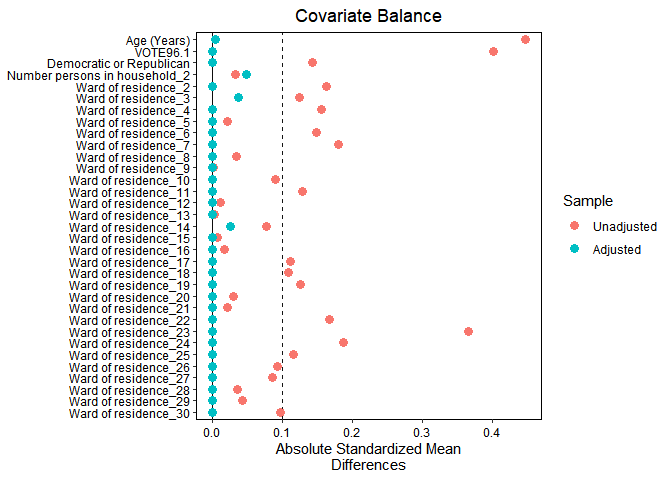 Covariate Balance
Age (Years)
VOTE96.1
Democratic or Republican
Number persons in household_2
Ward of residence_2
Ward of residence_3
Ward of residence_4
Ward of residence_5
Ward of residence_6
Ward of residence_7
Ward of residence_8
Ward of residence_9
Ward of residence_10
Ward of residence_11
Ward of residence_12
Ward of residence_13
Ward of residence_14
Ward of residence_15
Ward of residence_16
Ward of residence_17
Ward of residence_18
Ward of residence_19
Ward of residence_20
Ward of residence_21
Ward of residence_22
Ward of residence_23
Ward of residence_24
Ward of residence_25
Ward of residence_26
Ward of residence_27
Ward of residence_28
Ward of residence_29
Ward of residence_30
0.0 0.1 0.2 0.3 0.4
Absolute Standardized Mean
Differences
Sample
Unadjusted
Adjusted